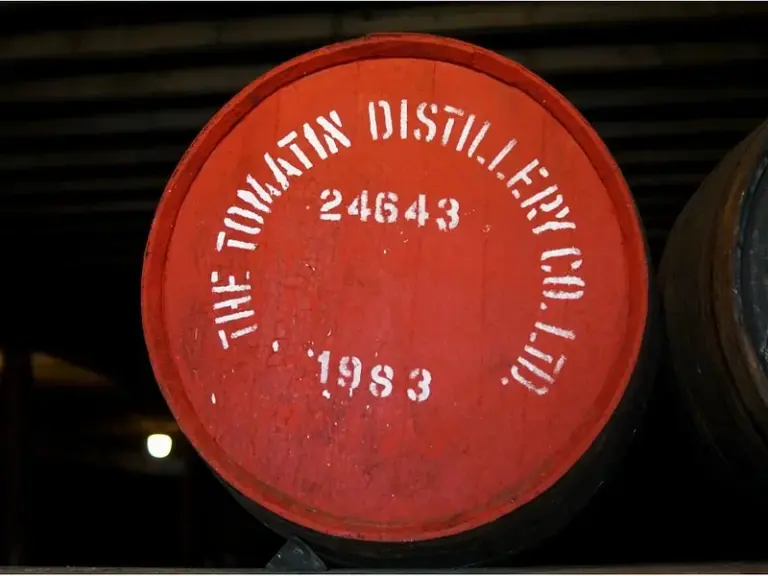 THE TOMATIN DISTILLERY CO. LTD.
24643
1983